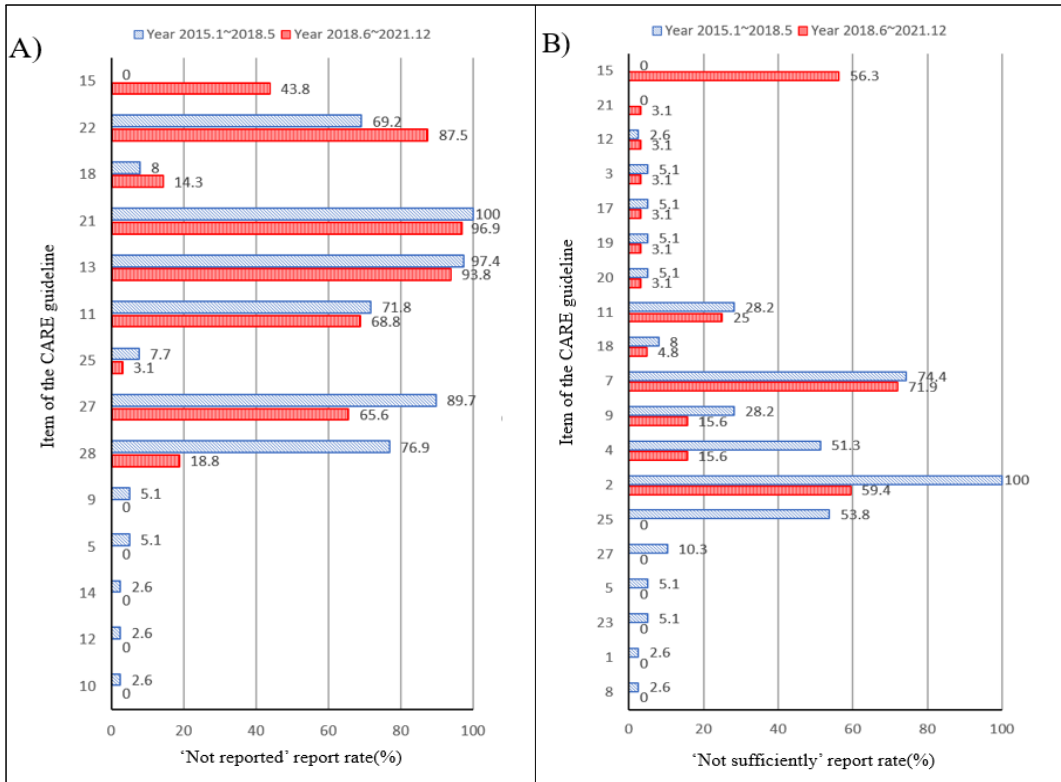 A)
Year 2015.1~2018.5 Year 2018.6~2021.12
Item of the CARE guideline
15 0 43.8
22 69.2 87.5
18 8 14.3
21 100 96.9
13 97.4 93.8
11 71.8 68.8
25 7.7 3.1
27 89.7 65.6
28 76.9 18.8
9 5.1 0
5 5.1 0
14 2.6 0
12 2.6 0
10 2.6 0
0 20 40 60 80 100
‘Not reported’ report rate(%)
B)
Year 2015.1~2018.5 Year 2018.6~2021.12
Item of the CARE guideline
15 0 56.3
21 0 3.1
12 2.6 3.1
3 5.1 3.1
17 5.1 3.1
19 5.1 3.1
20 5.1 3.1
11 28.2 25
18 8 4.8
7 74.4 71.9
9 28.2 15.6
4 51.3 15.6
2 100 59.4
25 53.8 0
27 10.3 0
5 5.1 0
23 5.1 0
1 2.6 0
8 2.6 0
0 20 40 60 80 100
‘Not sufficiently’ report rate(%)